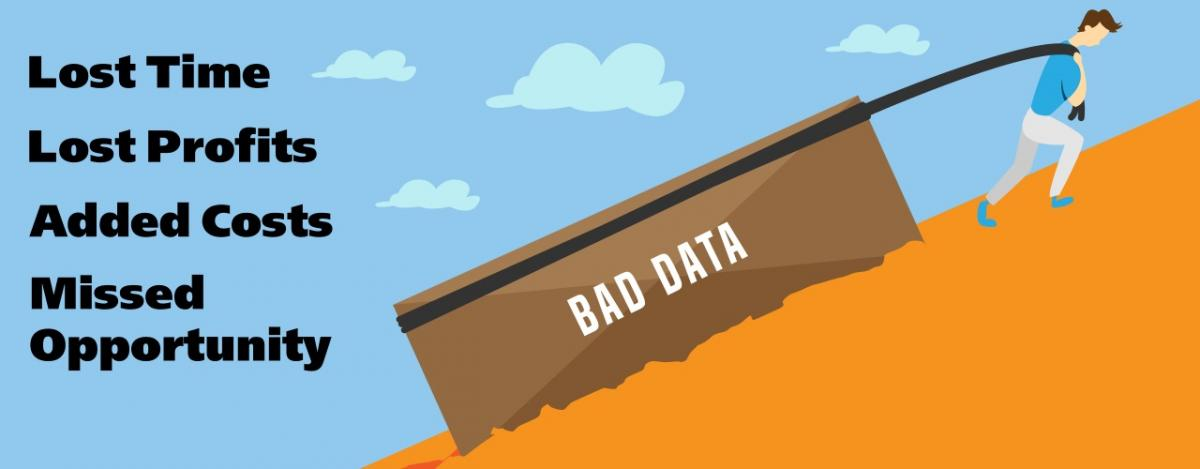 Lost Time
Lost Profits
Added Costs
Missed
Opportunity
BAD DATA